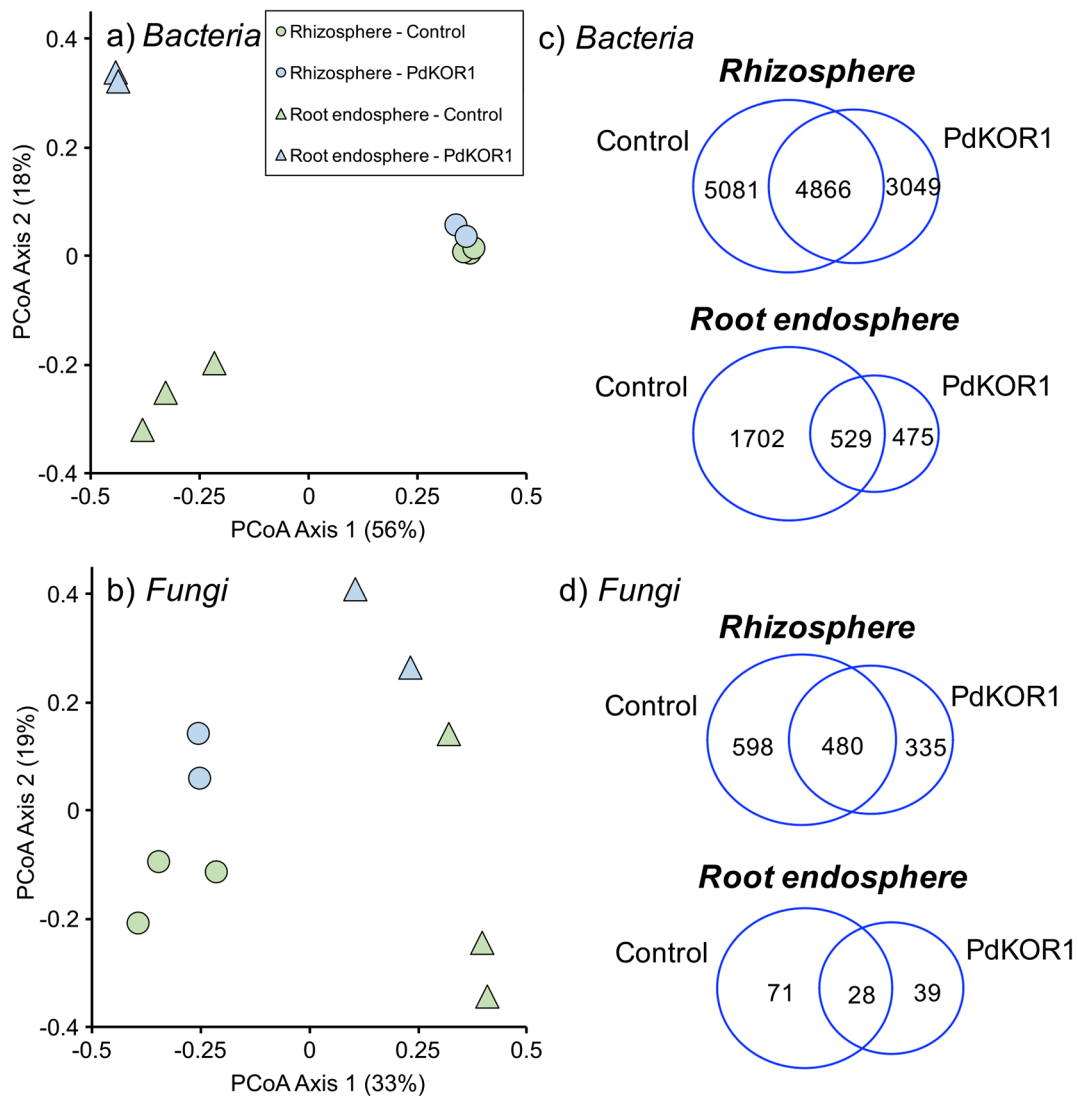 a) Bacteria
Rhizosphere - Control
Rhizosphere - PdKOR1
Root endosphere - Control
Root endosphere - PdKOR1
0.4
0.2
0
-0.2
-0.4
PCoA Axis 2 (18%)
-0.5
-0.25
0
0.25
0.5
PCoA Axis 1 (56%)
c) Bacteria
Rhizosphere
Control
PdKOR1
5081
4866
3049
Root endosphere
Control
PdKOR1
1702
529
475
b) Fungi
0.4
0.2
0
-0.2
-0.4
PCoA Axis 2 (19%)
-0.5
-0.25
0
0.25
0.5
PCoA Axis 1 (33%)
d) Fungi
Rhizosphere
Control
PdKOR1
598
480
335
Root endosphere
Control
PdKOR1
71
28
39